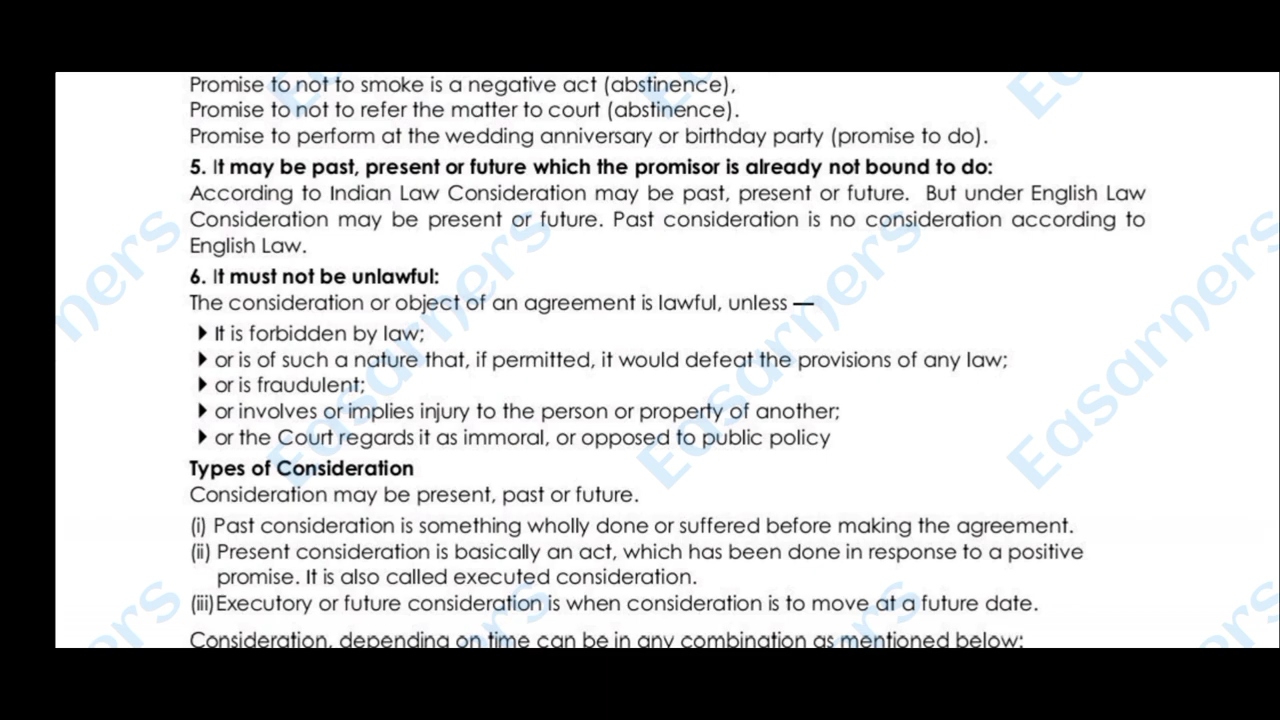 Promise to not to smoke is a negative act (abstinence),
Promise to not to refer the matter to court (abstinence).
Promise to perform at the wedding anniversary or birthday party (promise to do).
5. It may be past, present or future which the promisor is already not bound to do:
According to Indian Law Consideration may be past, present or future. But under English Law
Consideration may be present or future. Past consideration is no consideration according to
English Law.
6. It must not be unlawful:
The consideration or object of an agreement is lawful, unless —
It is forbidden by law;
or is of such a nature that, if permitted, it would defeat the provisions of any law;
or is fraudulent;
or involves or implies injury to the person or property of another;
or the Court regards it as immoral, or opposed to public policy
Types of Consideration
Consideration may be present, past or future.
(i) Past consideration is something wholly done or suffered before making the agreement.
(ii) Present consideration is basically an act, which has been done in response to a positive
promise. It is also called executed consideration.
(iii)Executory or future consideration is when consideration is to move at a future date.
Consideration, depending on time can be in any combination as mentioned below:
Easarners
Easarners
Easarners